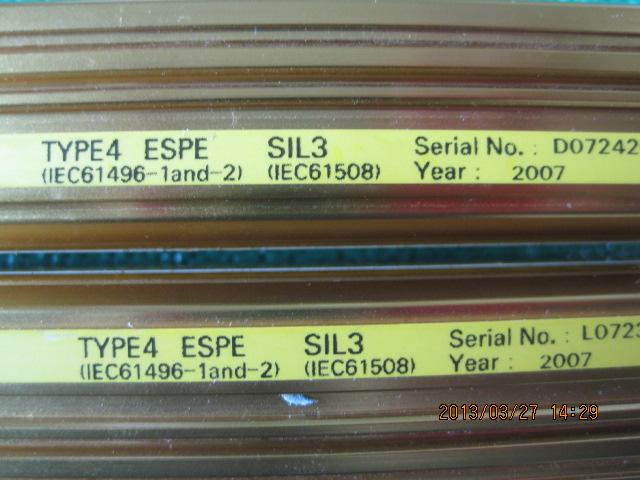 TYPE4 ESPE SIL3 Serial No. : D07242
(IEC61496-1and-2) (IEC61508) Year : 2007
TYPE4 ESPE SIL3 Serial No. : L0723
(IEC61496-1and-2) (IEC61508) Year : 2007
2013/03/27 14:29